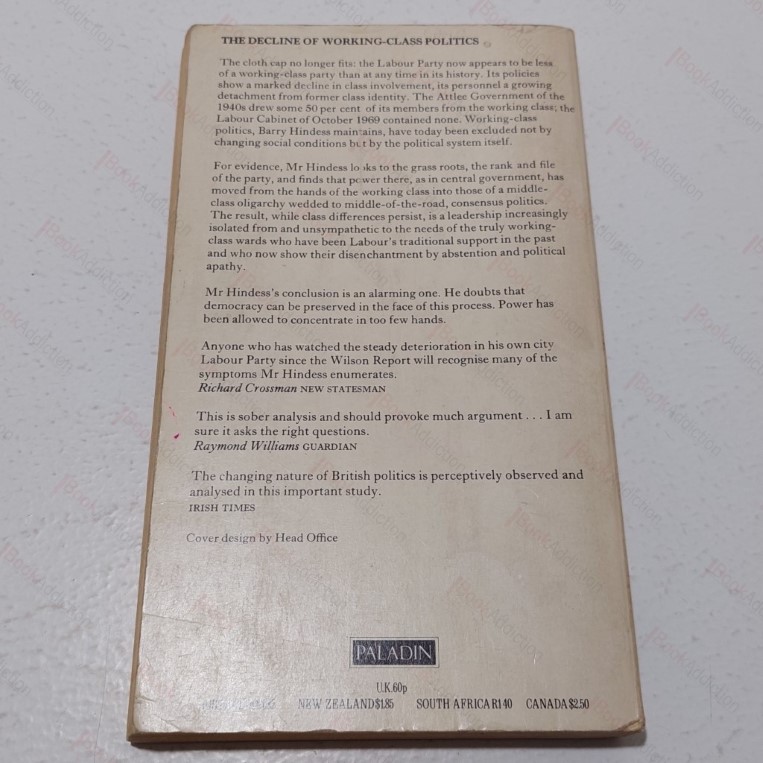 THE DECLINE OF WORKING-CLASS POLITICS
The cloth cap no longer fits: the Labour Party now appears to be less
of a working-class party than at any time in its history. Its policies
show a marked decline in class involvement, its personnel a growing
detachment from former class identity. The Attlee Government of the
1940s drew some 50 per cent of its members from the working class; the
Labour Cabinet of October 1969 contained none. Working-class
politics, Barry Hindess maintains, have today been excluded not by
changing social conditions but by the political system itself.
For evidence, Mr Hindess looks to the grass roots, the rank and file
of the party, and finds that power there, as in central government, has
moved from the hands of the working class into those of a middle-
class oligarchy wedded to middle-of-the-road, consensus politics.
The result, while class differences persist, is a leadership increasingly
isolated from and unsympathetic to the needs of the truly working-
class wards who have been Labour's traditional support in the past
and who now show their disenchantment by abstention and political
apathy.
Mr Hindess's conclusion is an alarming one. He doubts that
democracy can be preserved in the face of this process. Power has
been allowed to concentrate in too few hands.
Anyone who has watched the steady deterioration in his own city
Labour Party since the Wilson Report will recognise many of the
symptoms Mr Hindess enumerates.
Richard Crossman NEW STATESMAN
This is sober analysis and should provoke much argument . . . I am
sure it asks the right questions.
Raymond Williams GUARDIAN
The changing nature of British politics is perceptively observed and
analysed in this important study.
IRISH TIMES
Cover design by Head Office
PALADIN
U.K. 60p
NEW ZEALAND $1.85 SOUTH AFRICA R1.40 CANADA $2.50
BookAddiction